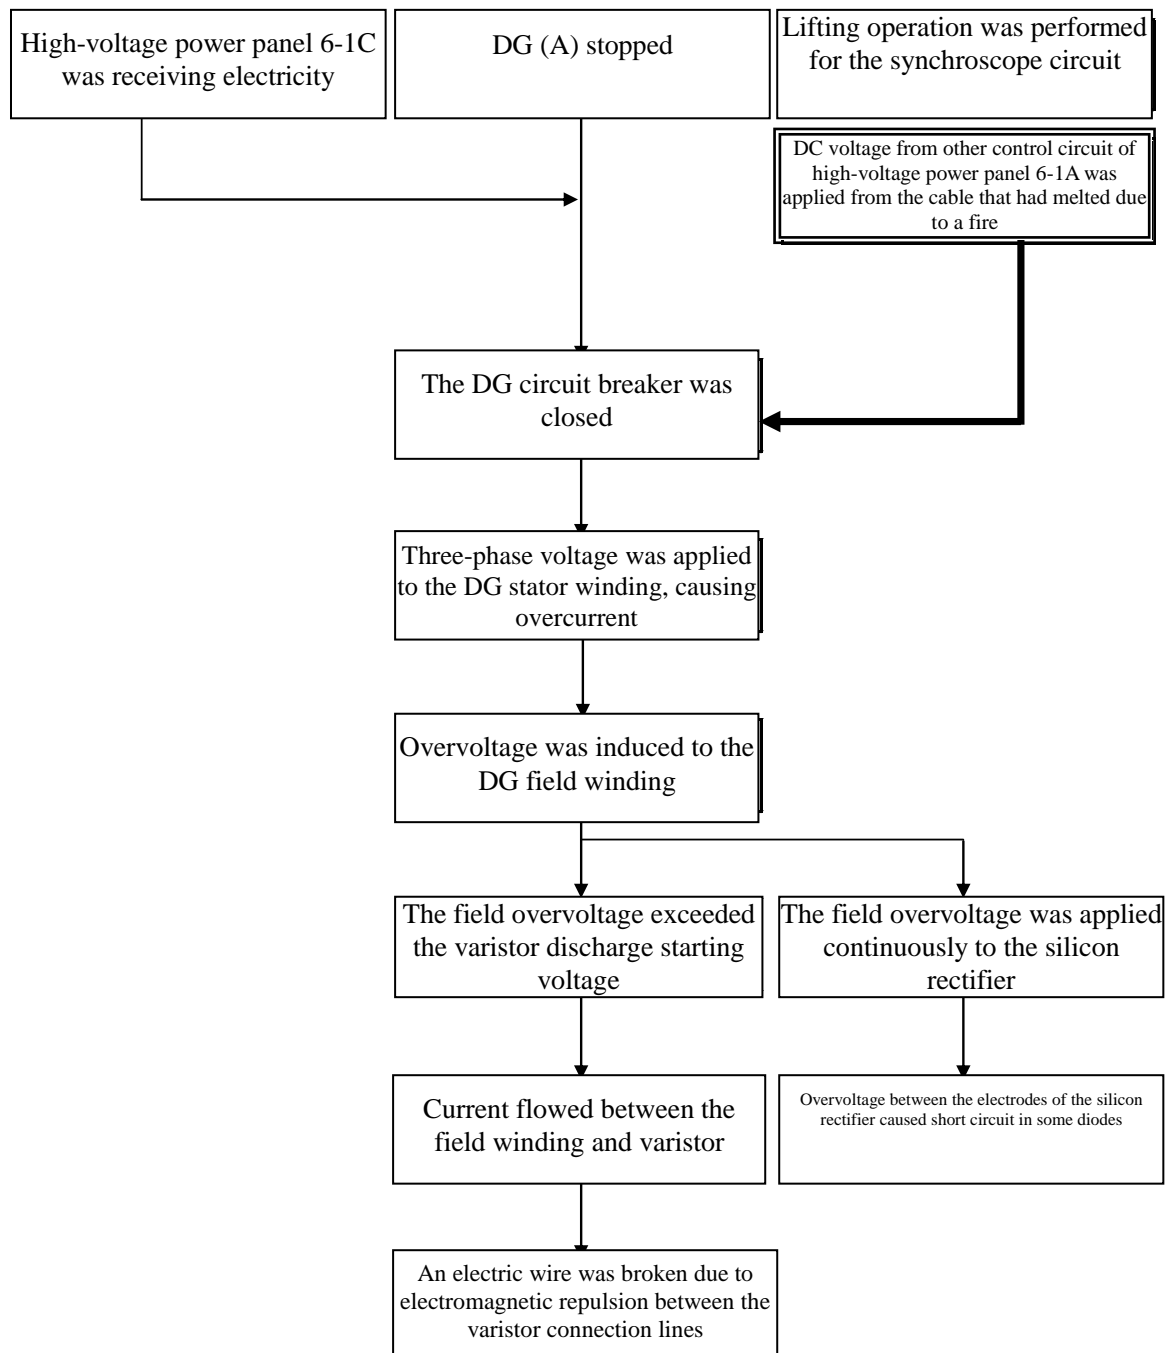 High-voltage power panel 6-1C
was receiving electricity
DG (A) stopped
Lifting operation was performed
for the synchroscope circuit
DC voltage from other control circuit of
high-voltage power panel 6-1A was
applied from the cable that had melted due
to a fire
The DG circuit breaker was
closed
Three-phase voltage was applied
to the DG stator winding, causing
overcurrent
Overvoltage was induced to the
DG field winding
The field overvoltage exceeded
the varistor discharge starting
voltage
The field overvoltage was applied
continuously to the silicon
rectifier
Current flowed between the
field winding and varistor
Overvoltage between the electrodes of the silicon
rectifier caused short circuit in some diodes
An electric wire was broken due to
electromagnetic repulsion between the
varistor connection lines